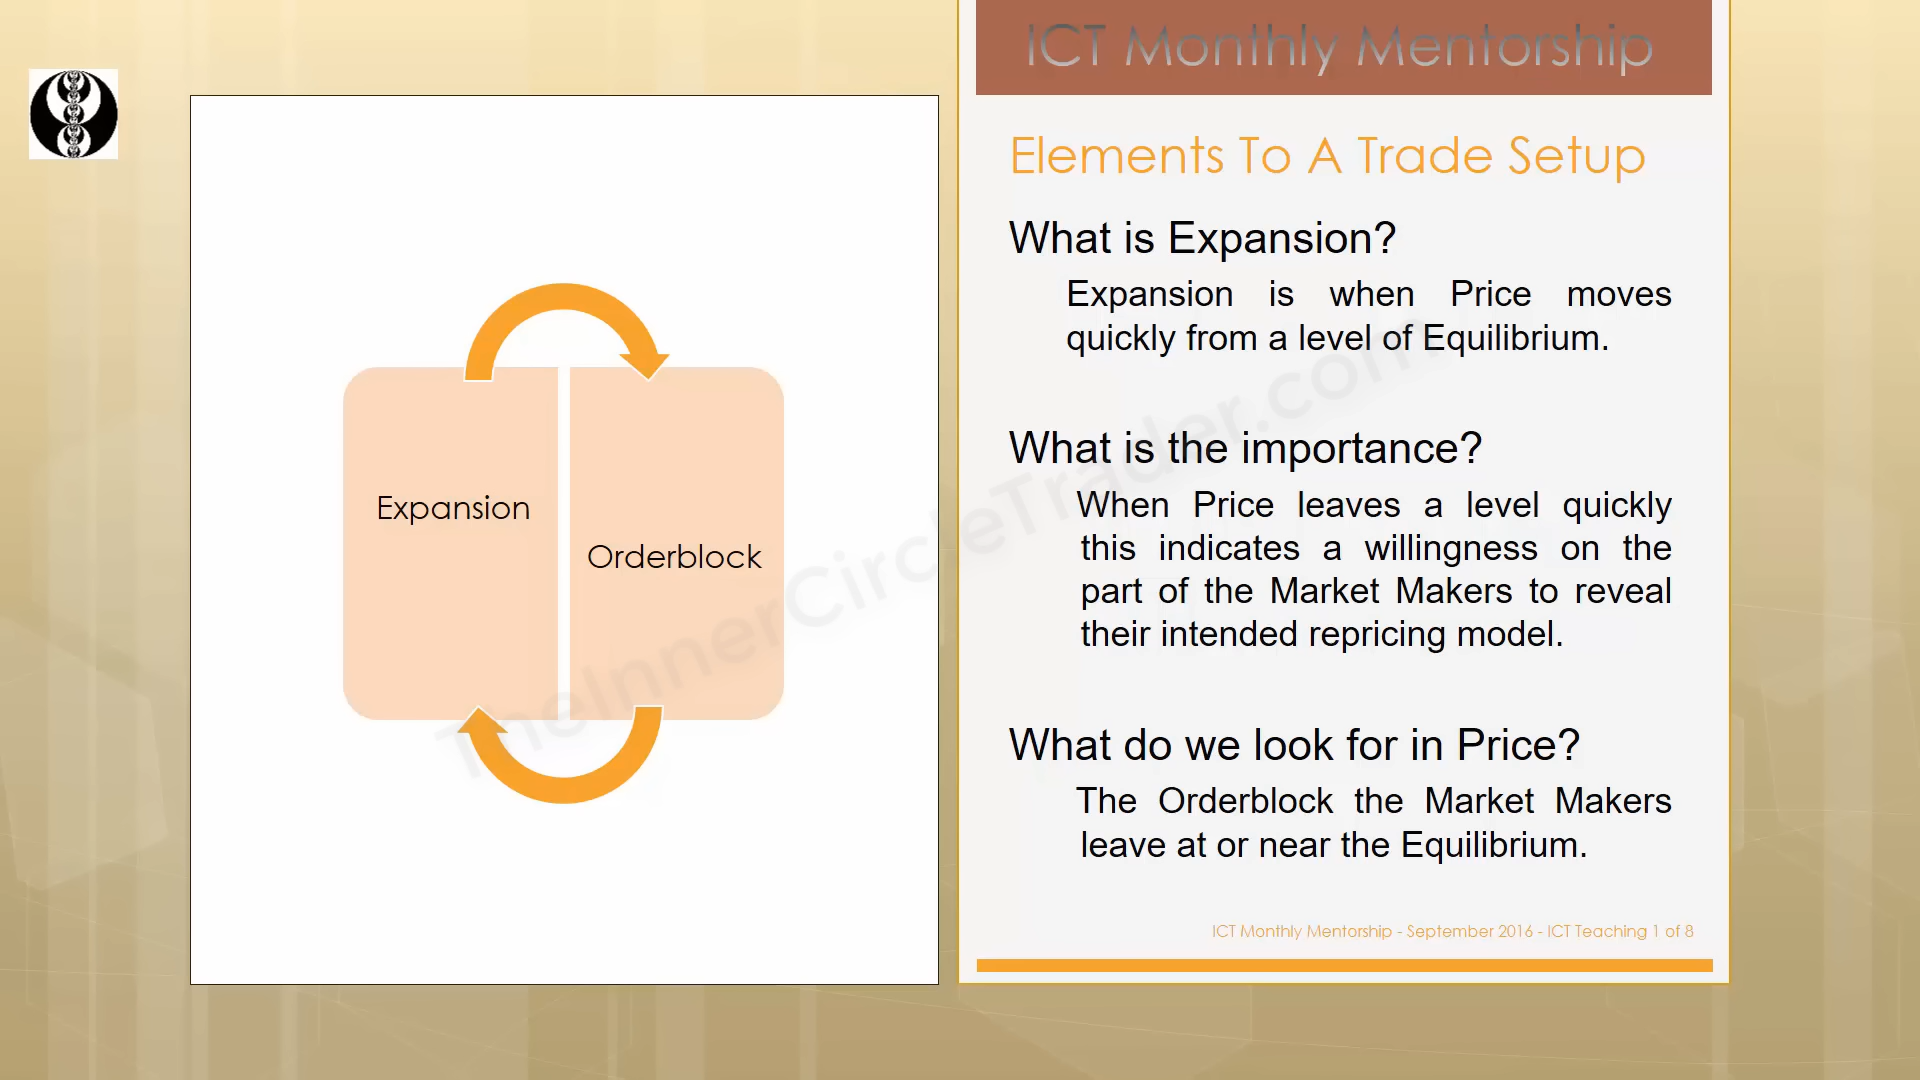 ICT Monthly Mentorship
Elements To A Trade Setup
What is Expansion?
Expansion is when Price moves
quickly from a level of Equilibrium.
What is the importance?
When Price leaves a level quickly
this indicates a willingness on the
part of the Market Makers to reveal
their intended repricing model.
What do we look for in Price?
The Orderblock the Market Makers
leave at or near the Equilibrium.
ICT Monthly Mentorship - September 2016 - ICT Teaching 1 of 8
Expansion
Orderblock
TheInnerCircleTrader.com